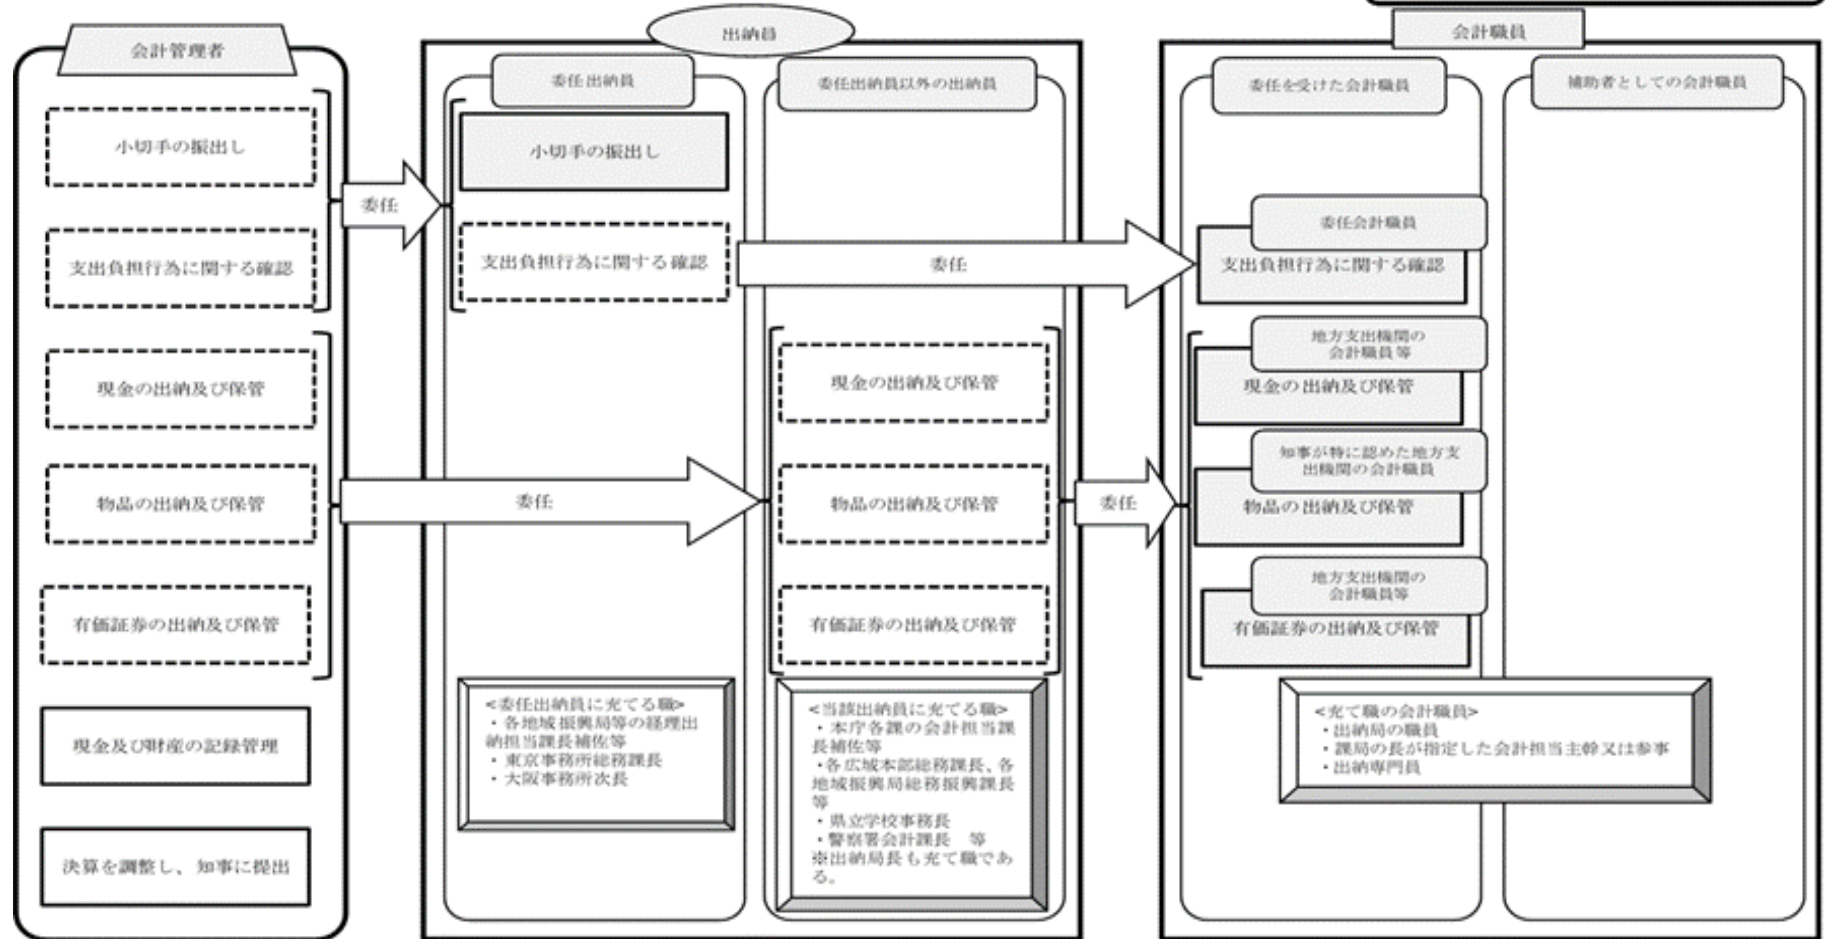 会計管理者
小切手の振出し
支出負担行為に関する確認
現金の出納及び保管
物品の出納及び保管
有価証券の出納及び保管
現金及び財産の記録管理
決算を調整し、知事に提出
委任
委任
出納員
委任出納員
小切手の振出し
支出負担行為に関する確認
<委任出納員に充てる職>
・各地域振興局等の経理出
納担当課長補佐等
・東京事務所総務課長
・大阪事務所次長
委任出納員以外の出納員
現金の出納及び保管
物品の出納及び保管
有価証券の出納及び保管
<当該出納員に充てる職>
・本庁各課の会計担当課
長補佐等
・各広域本部総務課長、各
地域振興局総務振興課長
等
・県立学校事務長
・警察署会計課長 等
※出納局長も充て職であ
る。
委任
委任
会計職員
委任を受けた会計職員
委任会計職員
支出負担行為に関する確認
地方支出機関の
会計職員等
現金の出納及び保管
知事が特に認めた地方支
出機関の会計職員
物品の出納及び保管
地方支出機関の
会計職員等
有価証券の出納及び保管
補助者としての会計職員
<充て職の会計職員>
・出納局の職員
・課局の長が指定した会計担当主幹又は参事
・出納専門員